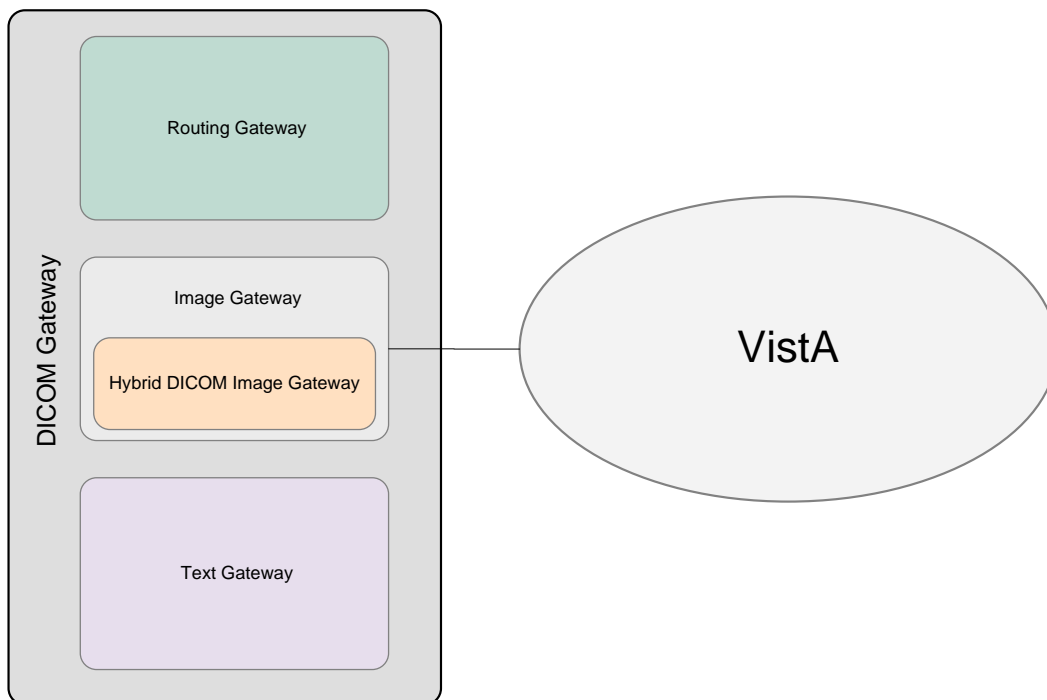 DICOM Gateway
Routing Gateway
Image Gateway
Hybrid DICOM Image Gateway
Text Gateway
VistA